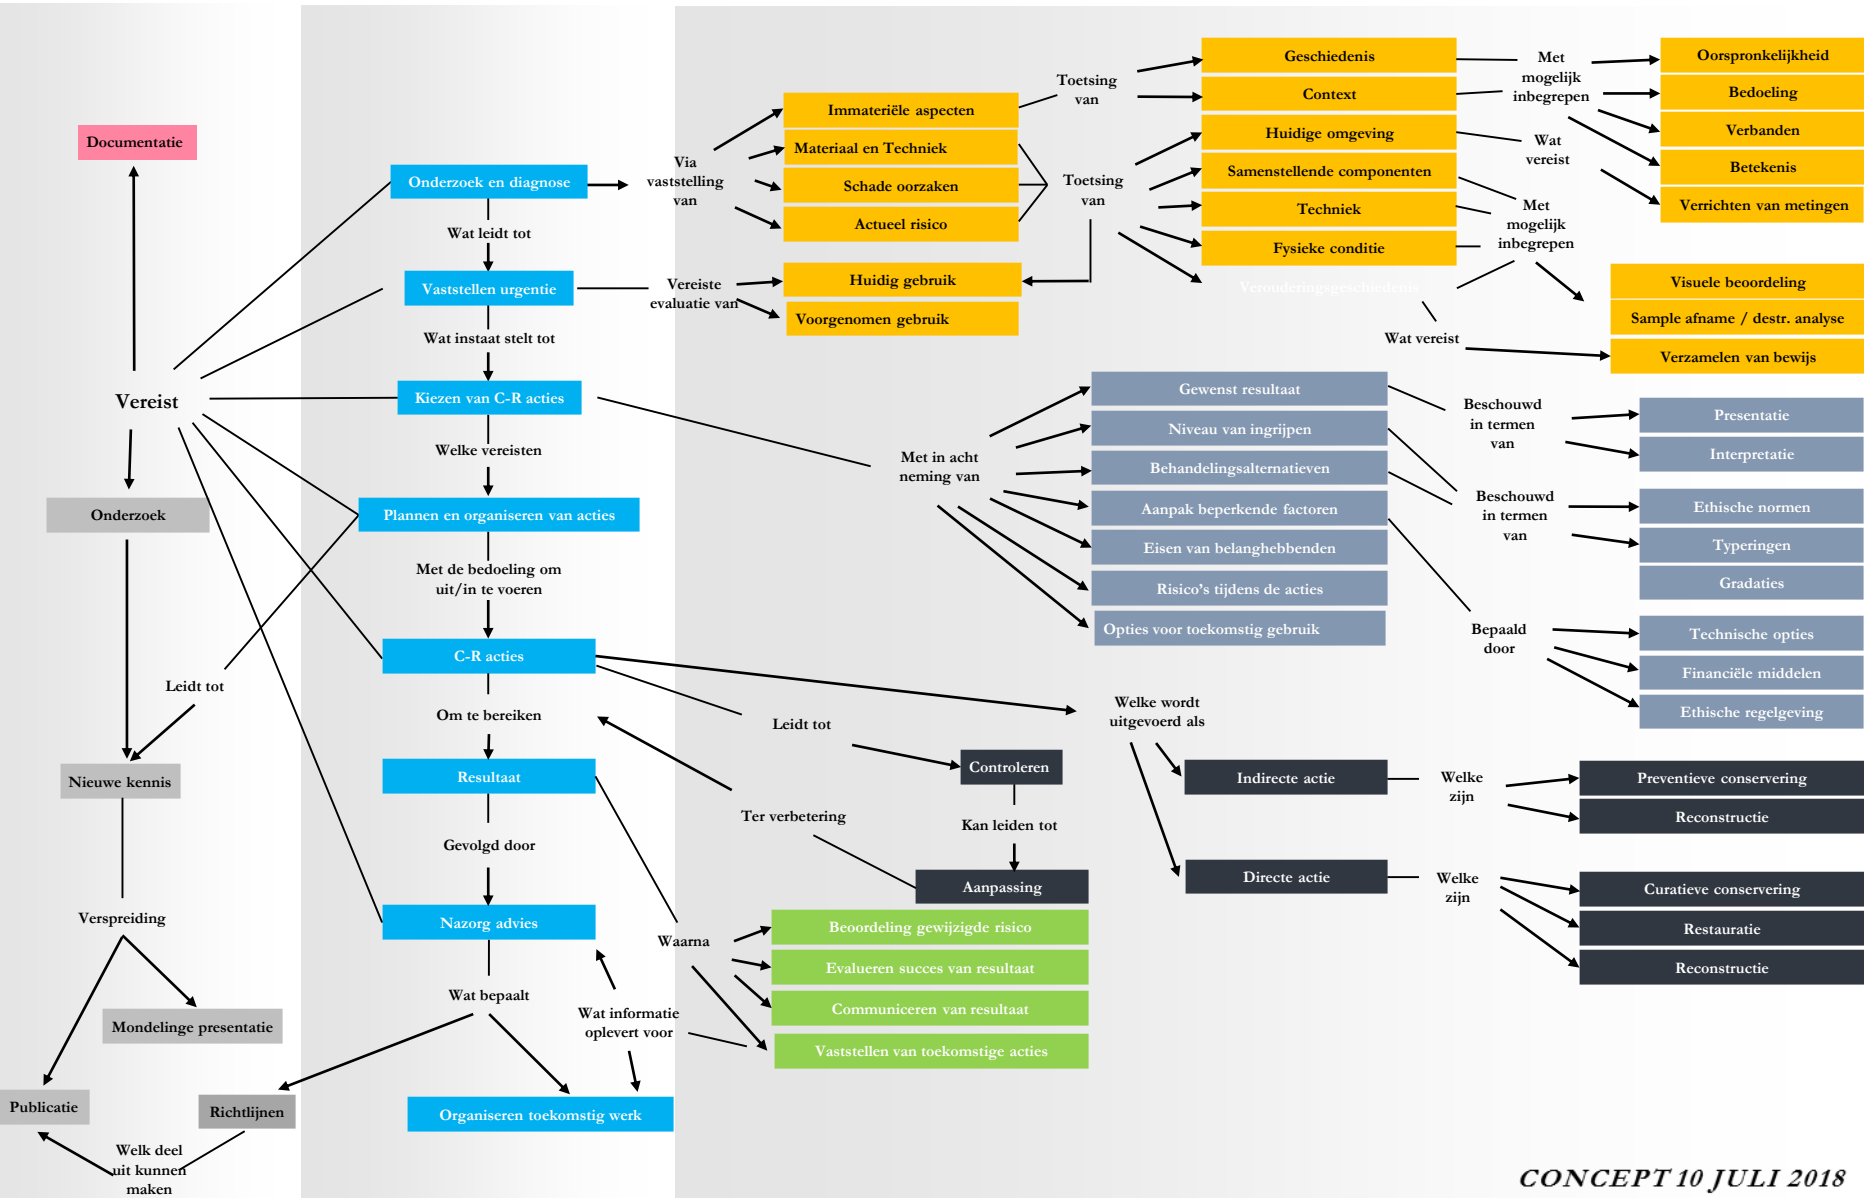 Documentatie
Vereist
Onderzoek
Leidt tot
Nieuwe kennis
Verspreiding
Mondelinge presentatie
Publicatie
Richtlijnen
Welk deel
uit kunnen
maken
Onderzoek en diagnose
Wat leidt tot
Vaststellen urgentie
Wat instaat stelt tot
Kiezen van C-R acties
Welke vereisten
Plannen en organiseren van acties
Met de bedoeling om
uit/in te voeren
C-R acties
Om te bereiken
Resultaat
Gevolgd door
Nazorg advies
Wat bepaalt
Organiseren toekomstig werk
Wat informatie
oplevert voor
Via
vaststelling
van
Immateriële aspecten
Materiaal en Techniek
Schade oorzaken
Actueel risico
Vereiste
evaluatie van
Huidig gebruik
Voorgenomen gebruik
Toetsing
van
Toetsing
van
Geschiedenis
Context
Huidige omgeving
Samenstellende componenten
Techniek
Fysieke conditie
Verouderingsgeschiedenis
Met
mogelijk
inbegrepen
Wat
vereist
Met
mogelijk
inbegrepen
Wat vereist
Oorspronkelijkheid
Bedoeling
Verbanden
Betekenis
Verrichten van metingen
Visuele beoordeling
Sample afname / destr. analyse
Verzamelen van bewijs
Met in acht
neming van
Gewenst resultaat
Niveau van ingrijpen
Behandelingsalternatieven
Aanpak beperkende factoren
Eisen van belanghebbenden
Risico's tijdens de acties
Opties voor toekomstig gebruik
Beschouwd
in termen
van
Beschouwd
in termen
van
Bepaald
door
Presentatie
Interpretatie
Ethische normen
Typeringen
Gradaties
Technische opties
Financiële middelen
Ethische regelgeving
Leidt tot
Controleren
Kan leiden tot
Aanpassing
Ter verbetering
Welke wordt
uitgevoerd als
Indirecte actie
Welke
zijn
Preventieve conservering
Reconstructie
Directe actie
Welke
zijn
Curatieve conservering
Restauratie
Reconstructie
Waarna
Beoordeling gewijzigde risico
Evalueren succes van resultaat
Communiceren van resultaat
Vaststellen van toekomstige acties
CONCEPT 10 JULI 2018